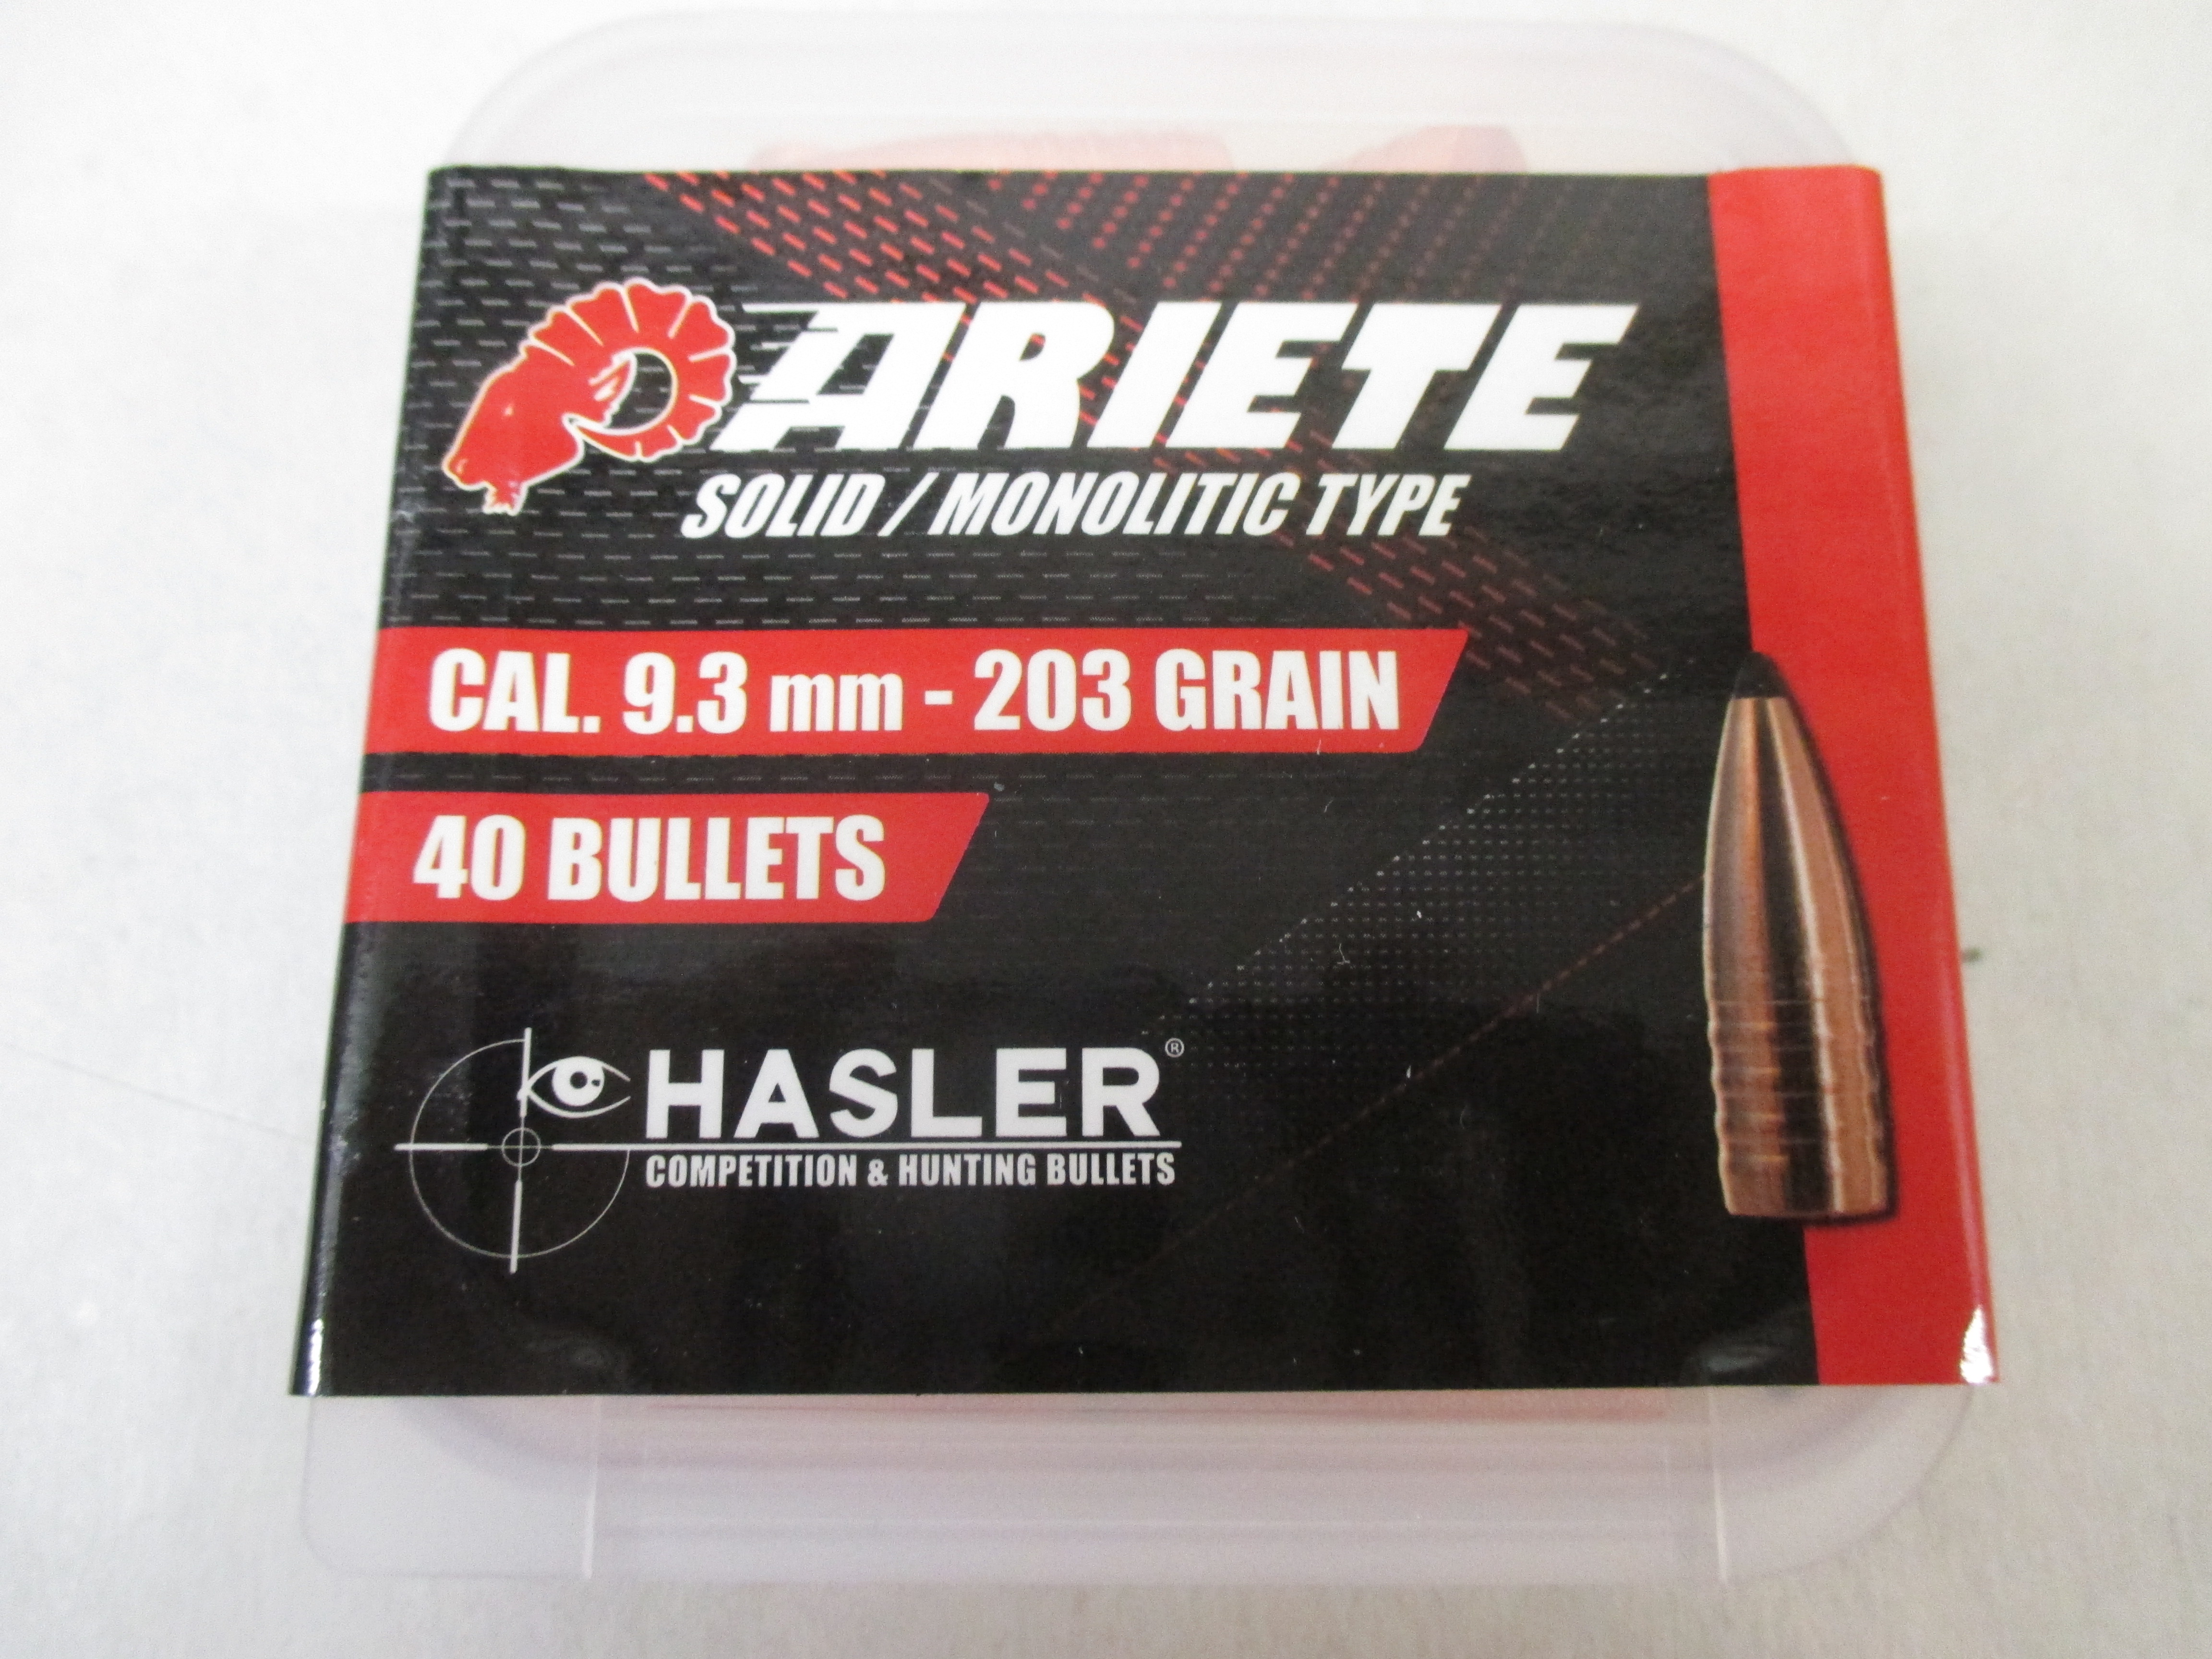 ARIETE
SOLID / MONOLITIC TYPE
CAL. 9.3 mm - 203 GRAIN
40 BULLETS
HASLER®
COMPETITION & HUNTING BULLETS